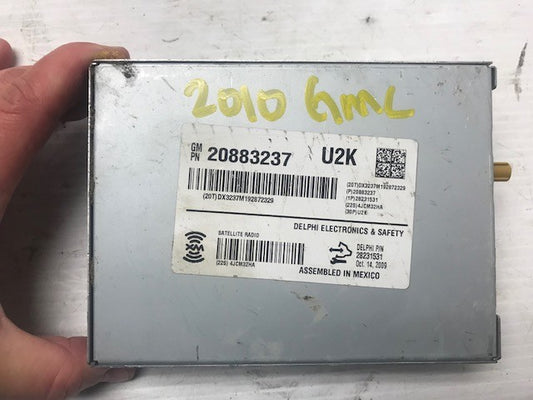 2010 GMC
GM
PN 20883237 U2K
(20T)DX3237M192872329
(20T)DX3237M192872329
(P)20883237
(1P)28231531
(22S)4JCM32HA
(30P)U2K
DELPHI ELECTRONICS & SAFETY
SATELLITE RADIO
XM
(22S) 4JCM32HA
DELPHI P/N
28231531
Oct. 14, 2009
ASSEMBLED IN MEXICO